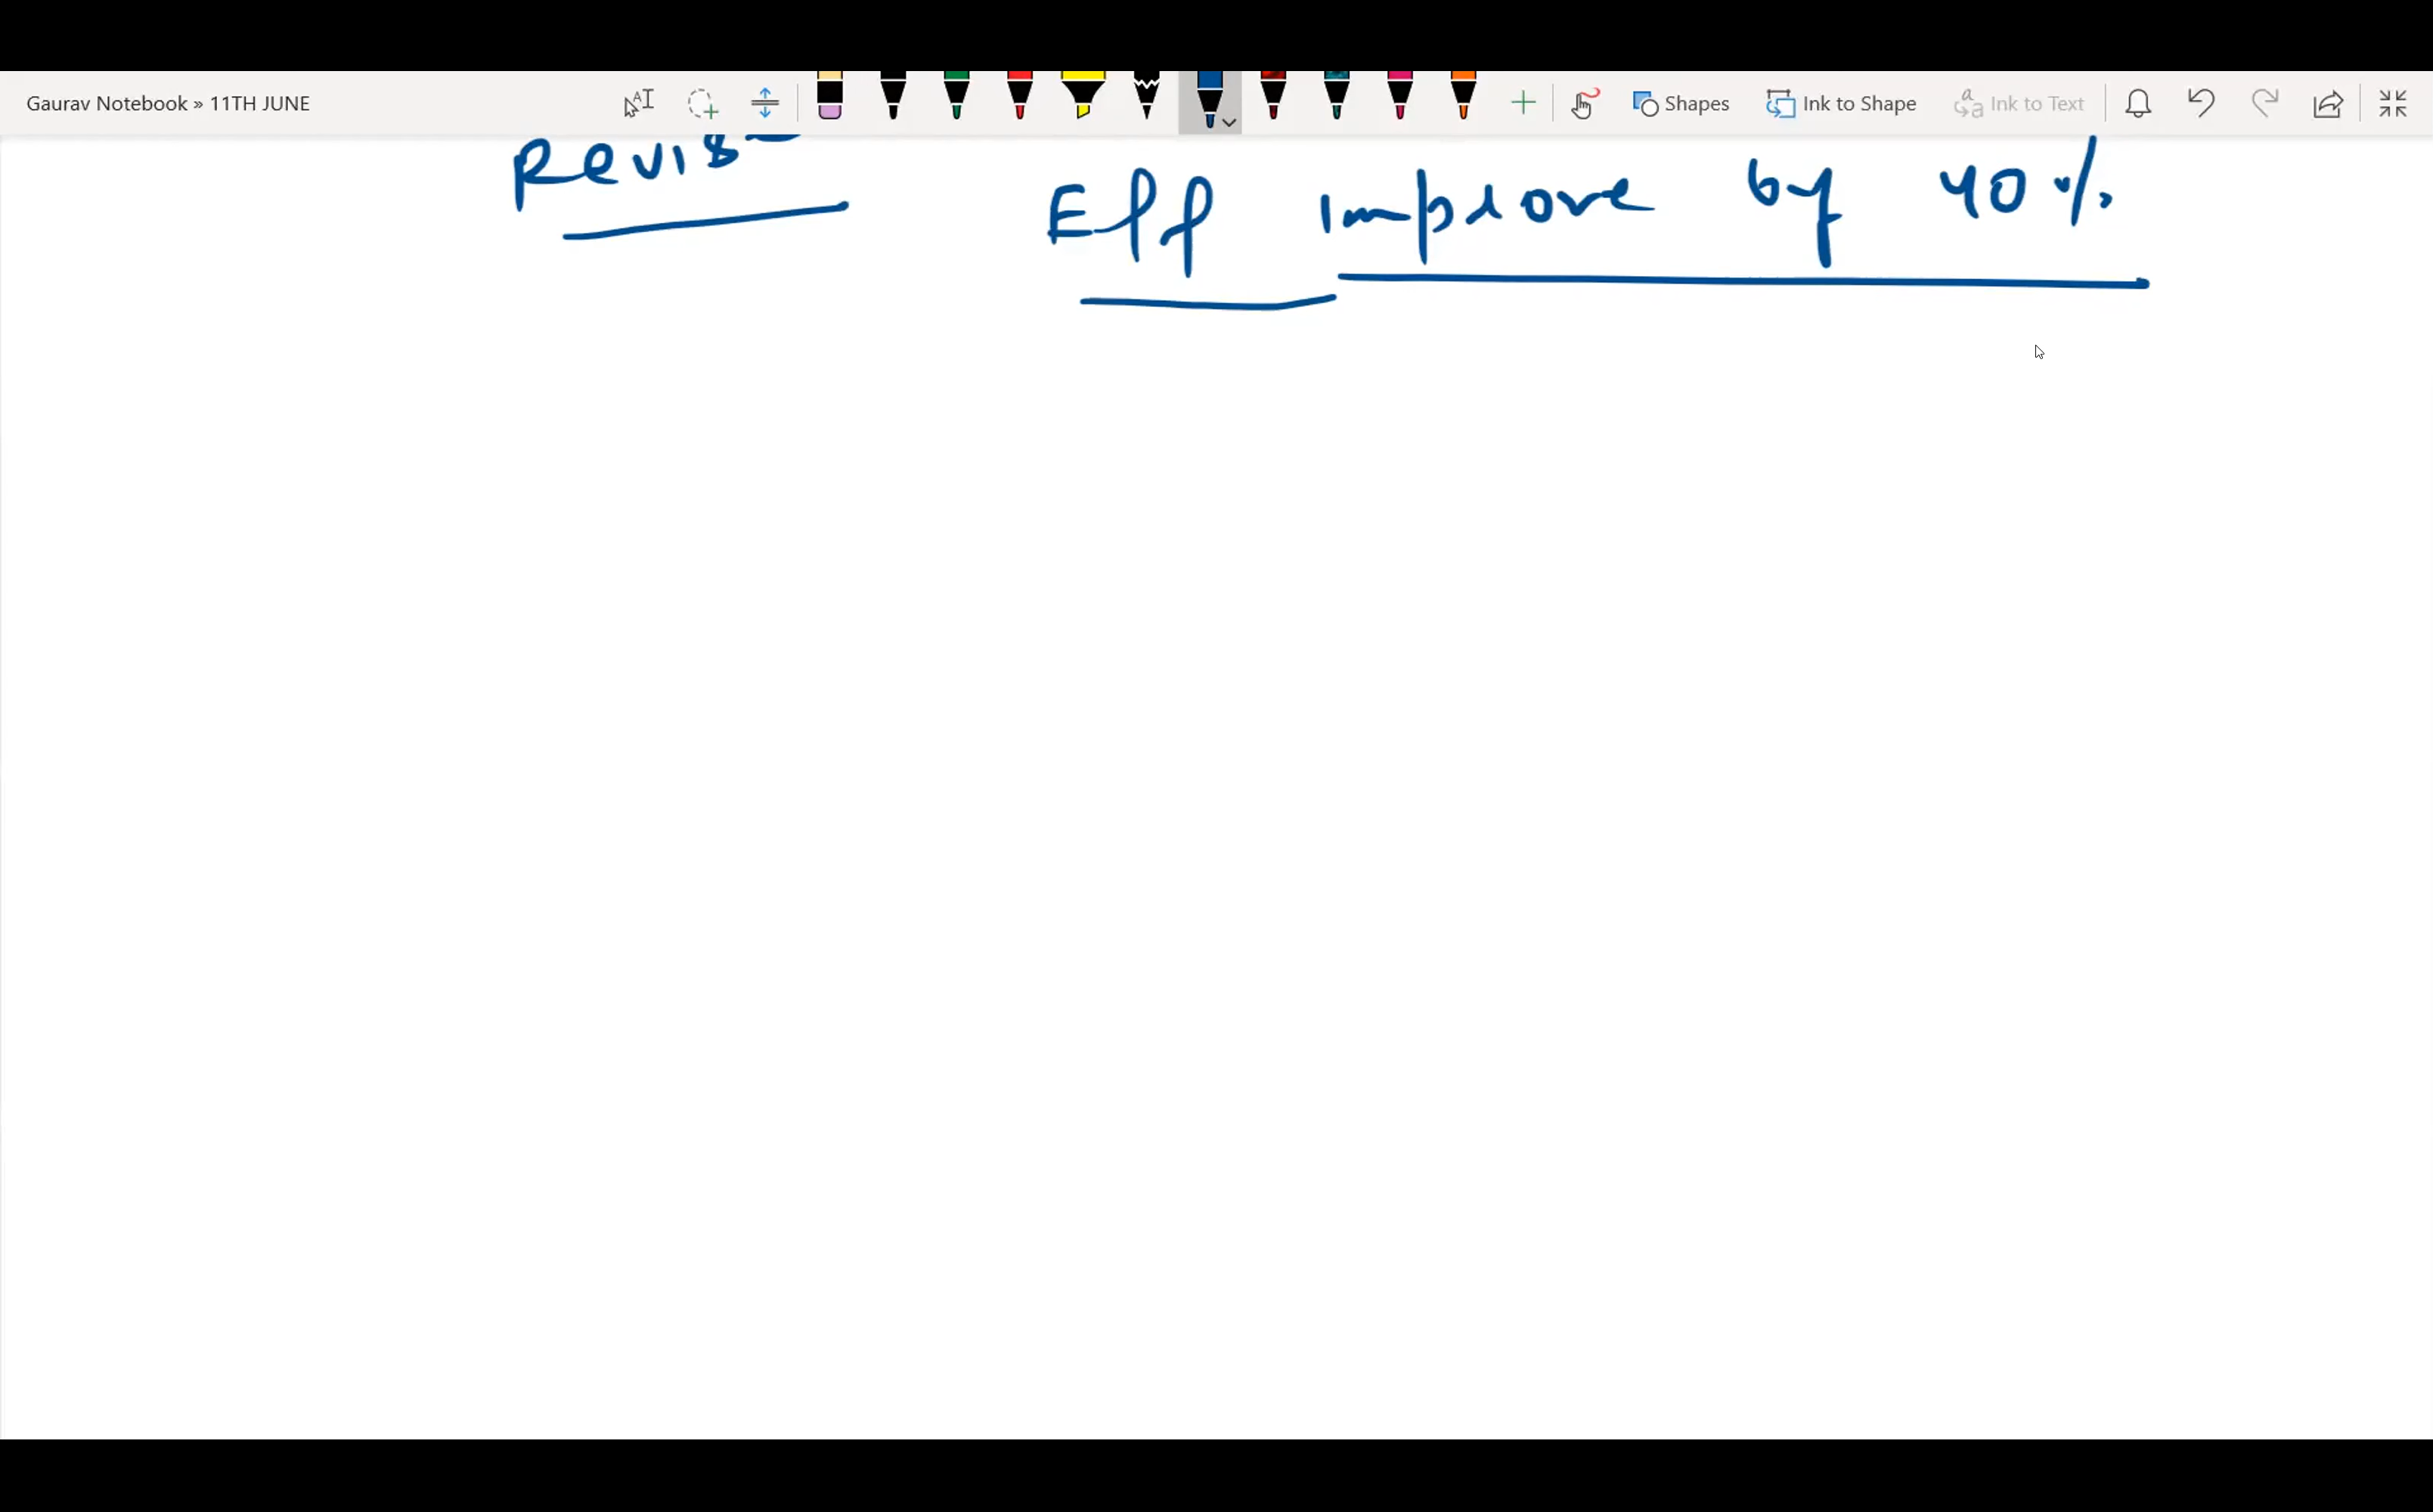 Gaurav Notebook » 11TH JUNE Shapes Ink to Shape Ink to Text
Eff Improve by 40%